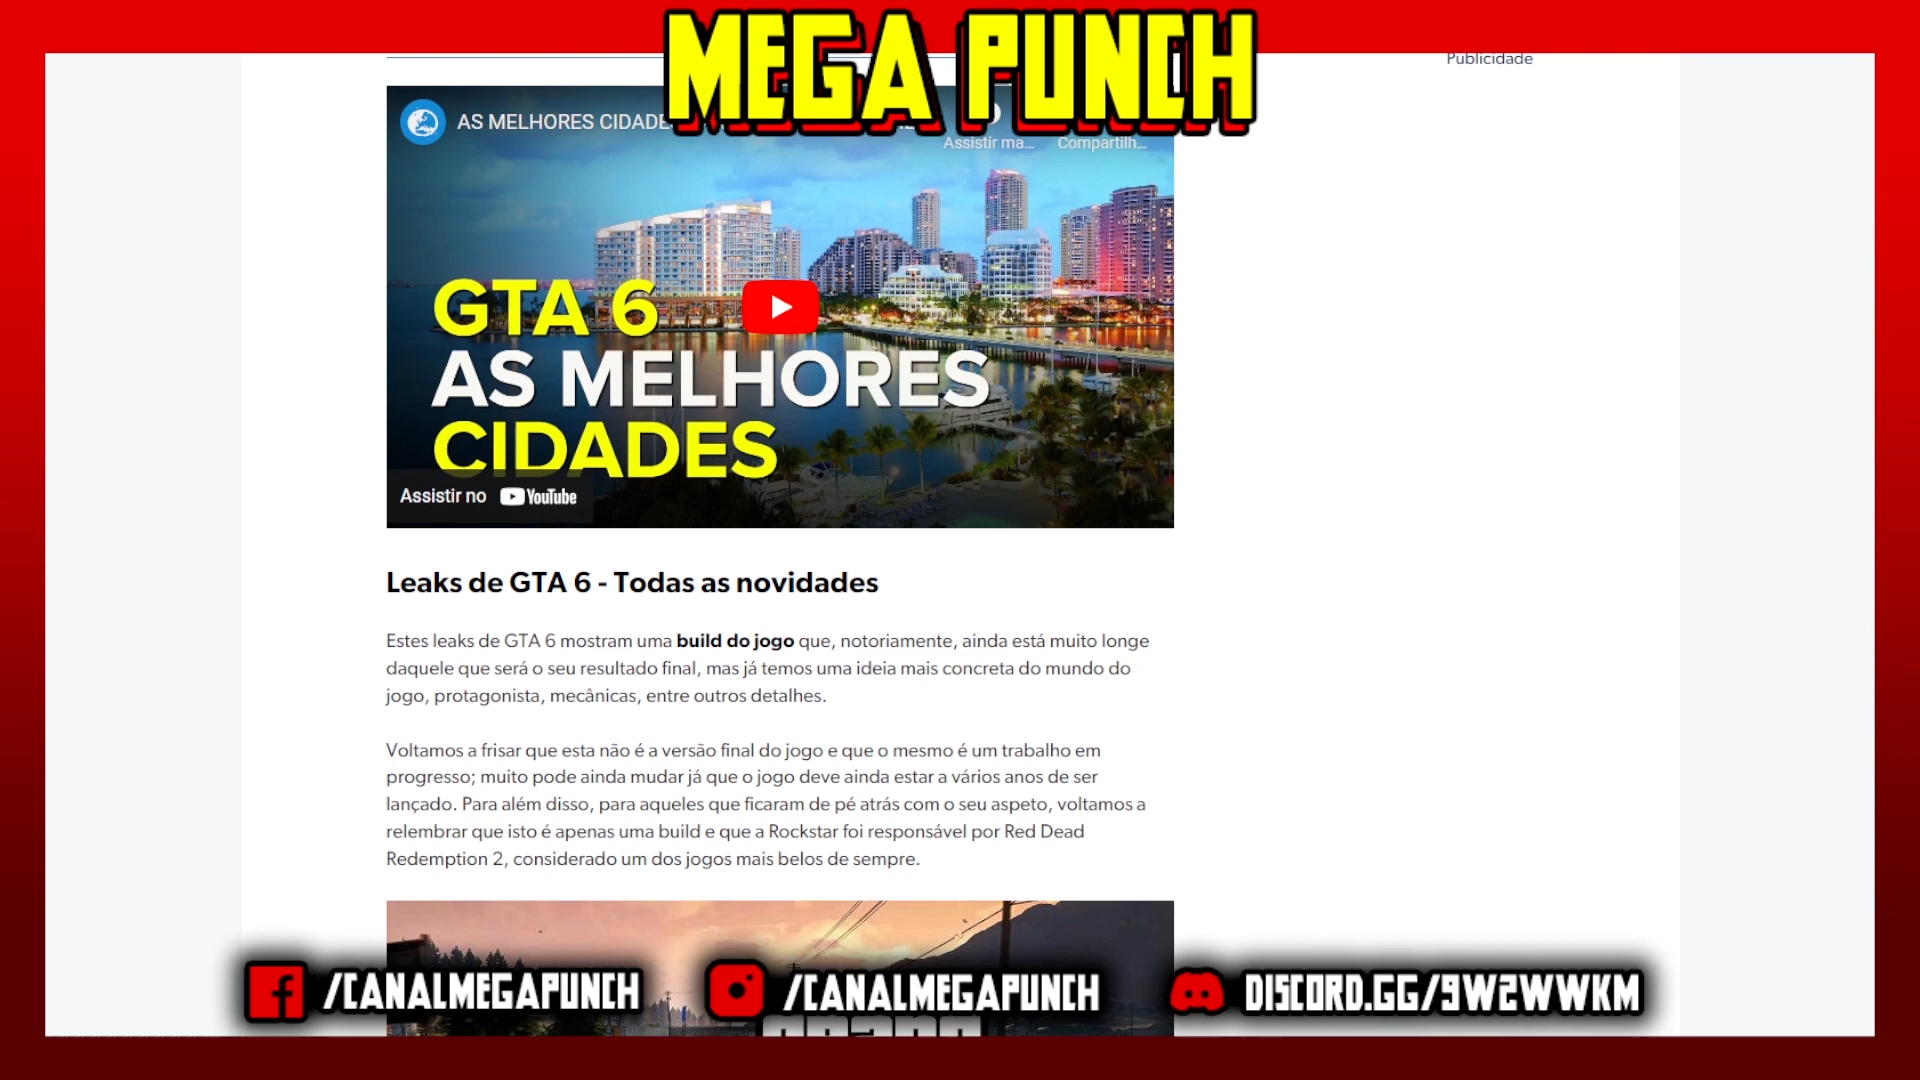 MEGA PUNCH
Publicidade
AS MELHORES CIDADE
Assistir ma...
Compartilh...
GTA 6
AS MELHORES
CIDADES
Assistir no YouTube
Leaks de GTA 6 - Todas as novidades
Estes leaks de GTA 6 mostram uma build do jogo que, notoriamente, ainda está muito longe
daquele que será o seu resultado final, mas já temos uma ideia mais concreta do mundo do
jogo, protagonista, mecânicas, entre outros detalhes.
Voltamos a frisar que esta não é a versão final do jogo e que o mesmo é um trabalho em
progresso; muito pode ainda mudar já que o jogo deve ainda estar a vários anos de ser
lançado. Para além disso, para aqueles que ficaram de pé atrás com o seu aspeto, voltamos a
relembrar que isto é apenas uma build e que a Rockstar foi responsável por Red Dead
Redemption 2, considerado um dos jogos mais belos de sempre.
/CANALMEGAPUNCH
/CANALMEGAPUNCH
DISCORD.GG/9W2WWKM